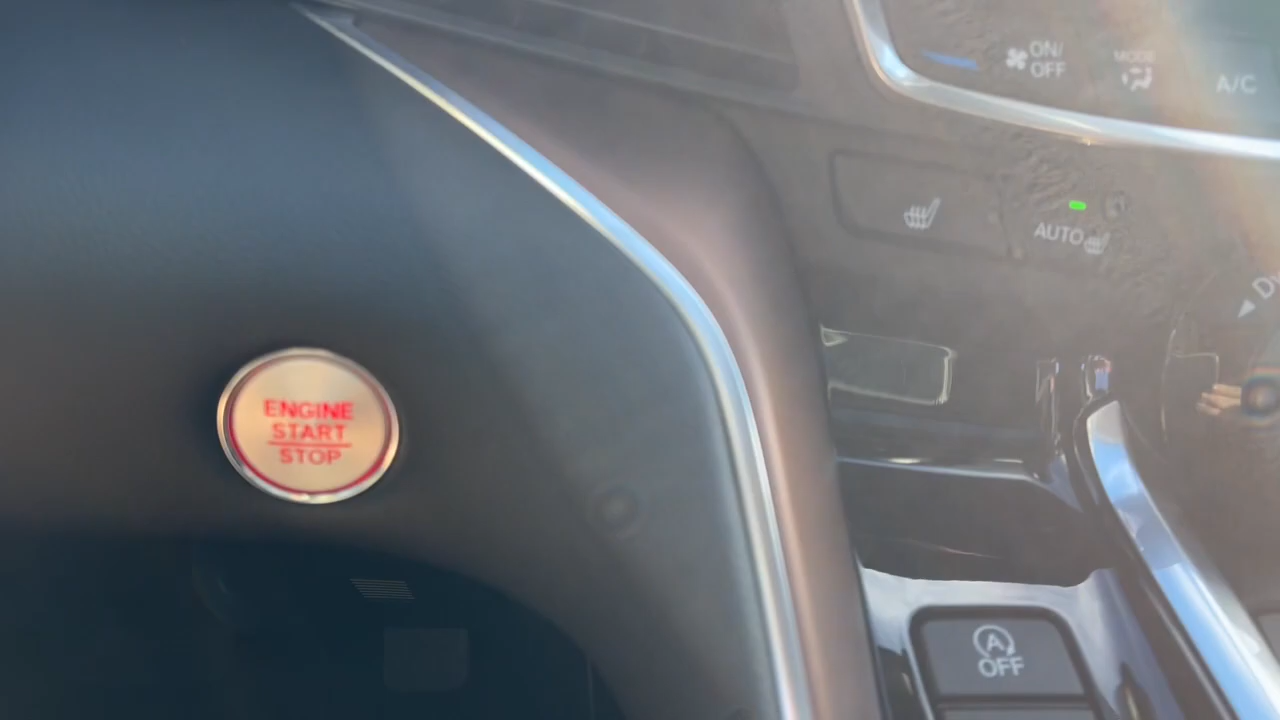 ON/
OFF
MODE
A/C
AUTO
ENGINE
START
STOP
A
OFF